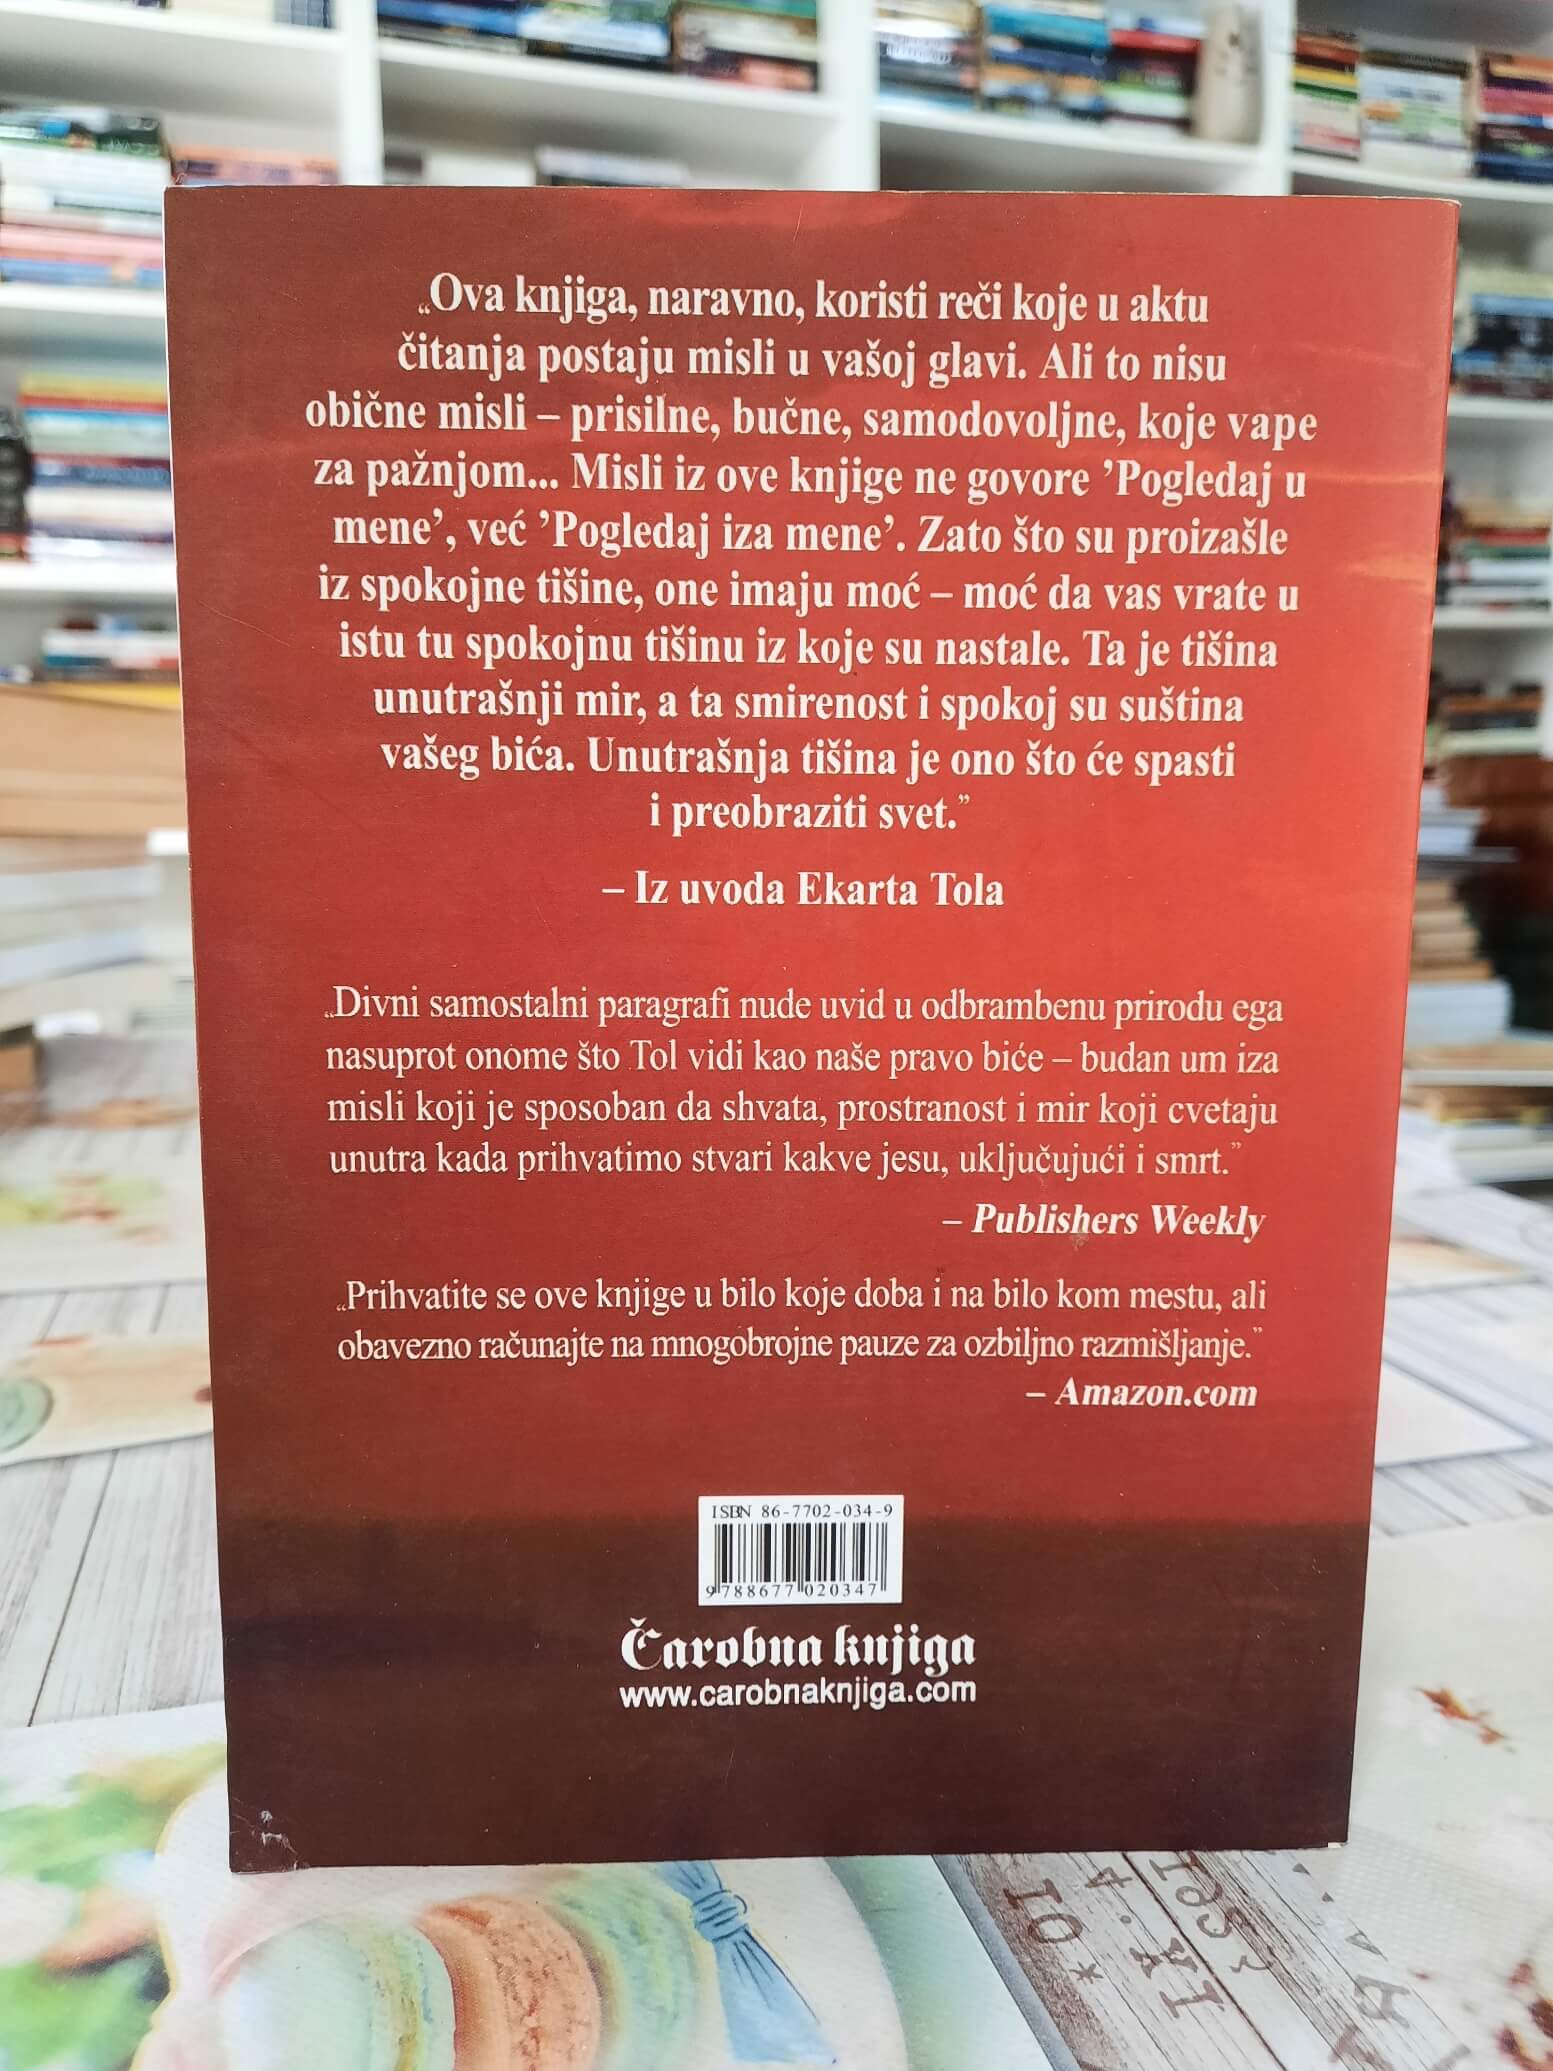 „Ova knjiga, naravno, koristi reči koje u aktu
čitanja postaju misli u vašoj glavi. Ali to nisu
obične misli – prisilne, bučne, samodovoljne, koje vape
za pažnjom... Misli iz ove knjige ne govore ’Pogledaj u
mene’, već ’Pogledaj iza mene’. Zato što su proizašle
iz spokojne tišine, one imaju moć – moć da vas vrate u
istu tu spokojnu tišinu iz koje su nastale. Ta je tišina
unutrašnji mir, a ta smirenost i spokoj su suština
vašeg bića. Unutrašnja tišina je ono što će spasti
i preobraziti svet.”
– Iz uvoda Ekarta Tola
„Divni samostalni paragrafi nude uvid u odbrambenu prirodu ega
nasuprot onome što Tol vidi kao naše pravo biće – budan um iza
misli koji je sposoban da shvata, prostranost i mir koji cvetaju
unutra kada prihvatimo stvari kakve jesu, uključujući i smrt.”
– Publishers Weekly
„Prihvatite se ove knjige u bilo koje doba i na bilo kom mestu, ali
obavezno računajte na mnogobrojne pauze za ozbiljno razmišljanje.”
– Amazon.com
ISBN 86-7702-034-9
9788677020347
Čarobna knjiga
www.carobnaknjiga.com